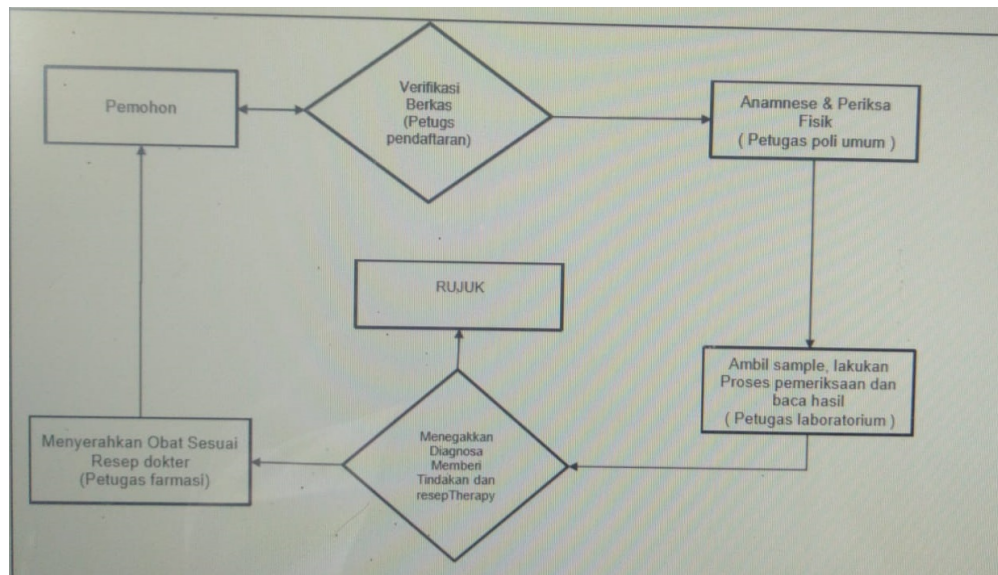 Pemohon
Verifikasi
Berkas
(Petugs
pendaftaran)
Anamnese & Periksa
Fisik
( Petugas poli umum )
RUJUK
Ambil sample, lakukan
Proses pemeriksaan dan
baca hasil
( Petugas laboratorium )
Menegakkan
Diagnosa
Memberi
Tindakan dan
resepTherapy
Menyerahkan Obat Sesuai
Resep dokter
(Petugas farmasi)